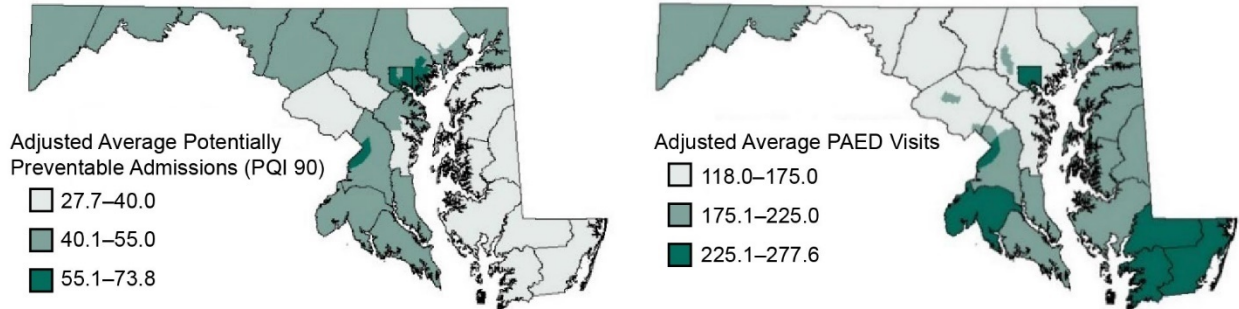 Adjusted Average Potentially
Preventable Admissions (PQI 90)
27.7–40.0
40.1–55.0
55.1–73.8
Adjusted Average PAED Visits
118.0–175.0
175.1–225.0
225.1–277.6